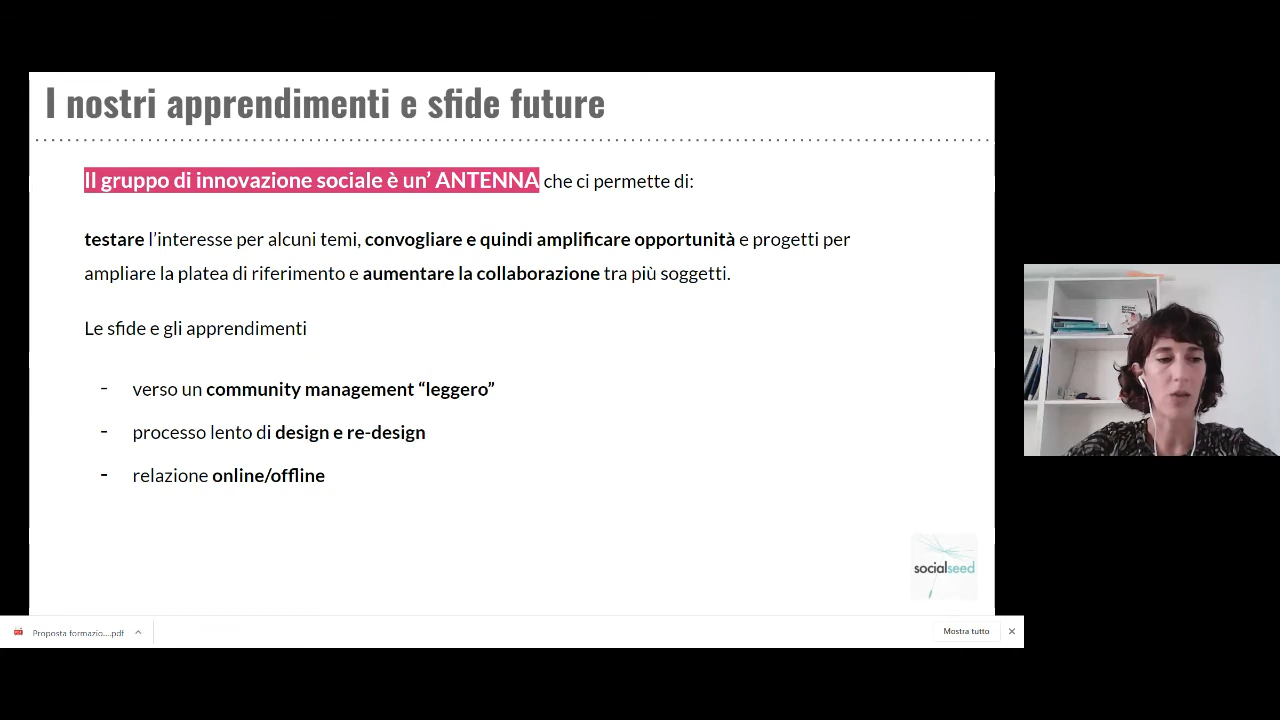 I nostri apprendimenti e sfide future
Il gruppo di innovazione sociale è un’ ANTENNA che ci permette di:
testare l’interesse per alcuni temi, convogliare e quindi amplificare opportunità e progetti per
ampliare la platea di riferimento e aumentare la collaborazione tra più soggetti.
Le sfide e gli apprendimenti
- verso un community management “leggero”
- processo lento di design e re-design
- relazione online/offline
socialseed
Proposta formazio....pdf
Mostra tutto